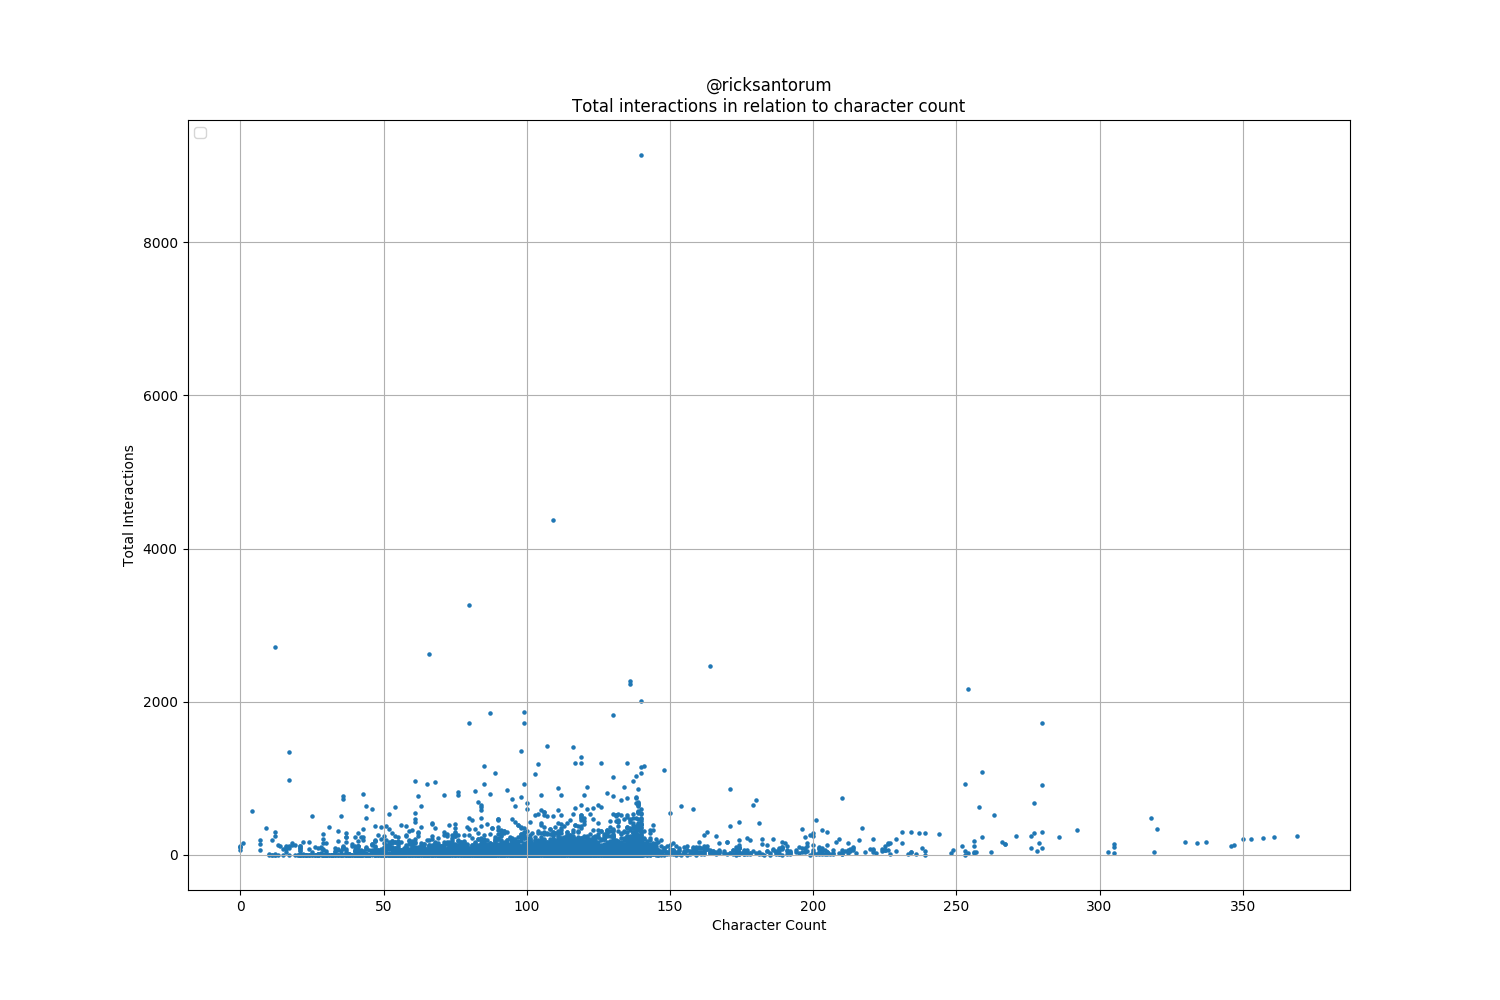 @ricksantorum
Total interactions in relation to character count
8000
6000
4000
2000
0
Total Interactions
0 50 100 150 200 250 300 350
Character Count